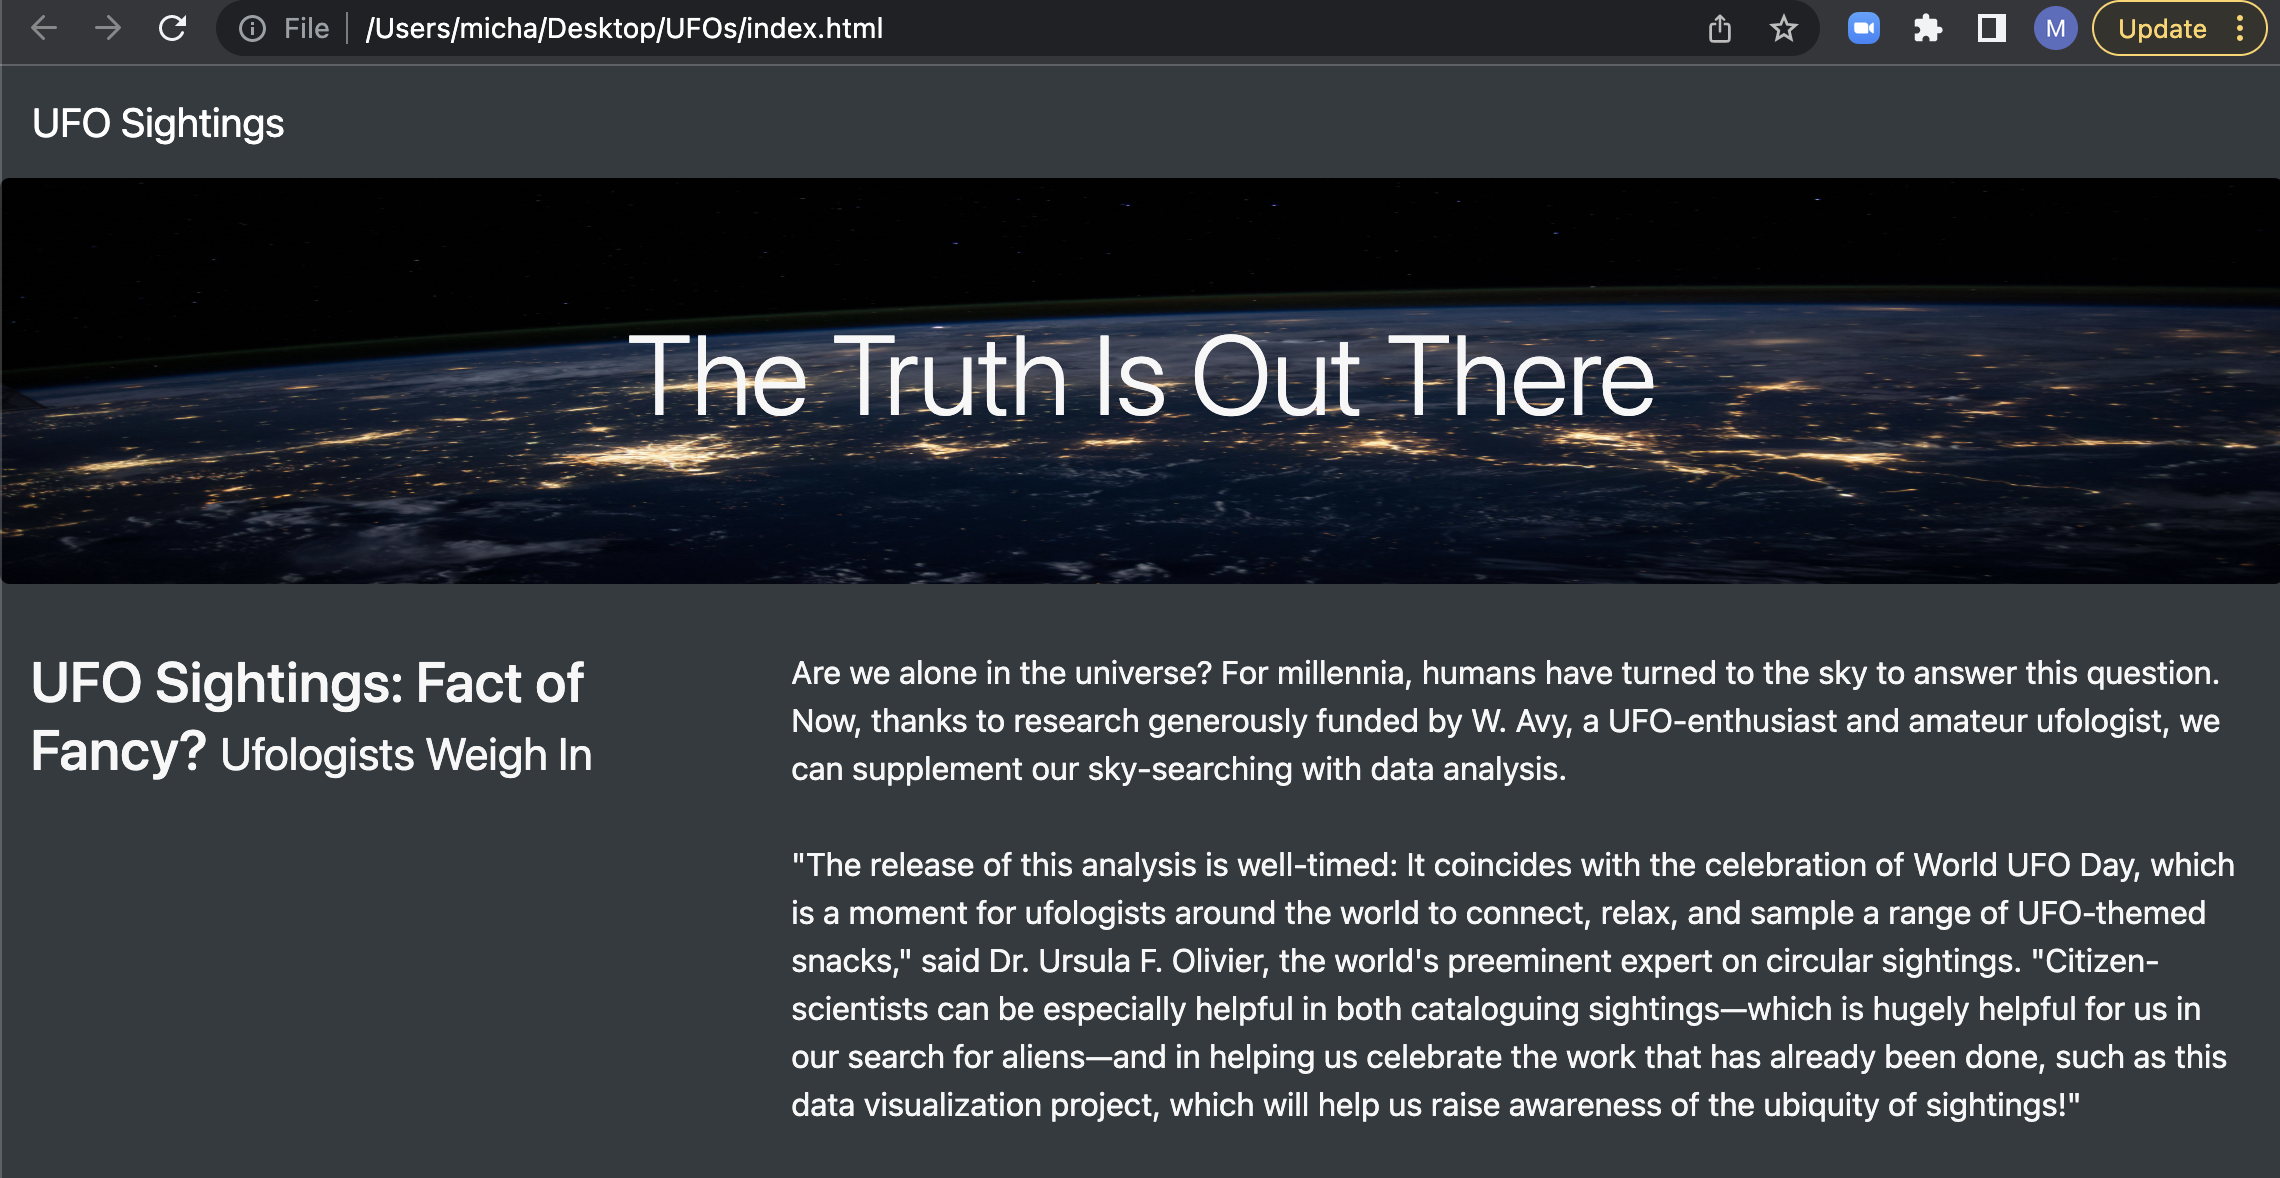 File /Users/micha/Desktop/UFOs/index.html
M
Update
UFO Sightings
The Truth Is Out There
UFO Sightings: Fact of
Fancy? Ufologists Weigh In
Are we alone in the universe? For millennia, humans have turned to the sky to answer this question.
Now, thanks to research generously funded by W. Avy, a UFO-enthusiast and amateur ufologist, we
can supplement our sky-searching with data analysis.
"The release of this analysis is well-timed: It coincides with the celebration of World UFO Day, which
is a moment for ufologists around the world to connect, relax, and sample a range of UFO-themed
snacks," said Dr. Ursula F. Olivier, the world's preeminent expert on circular sightings. "Citizen-
scientists can be especially helpful in both cataloguing sightings—which is hugely helpful for us in
our search for aliens—and in helping us celebrate the work that has already been done, such as this
data visualization project, which will help us raise awareness of the ubiquity of sightings!"